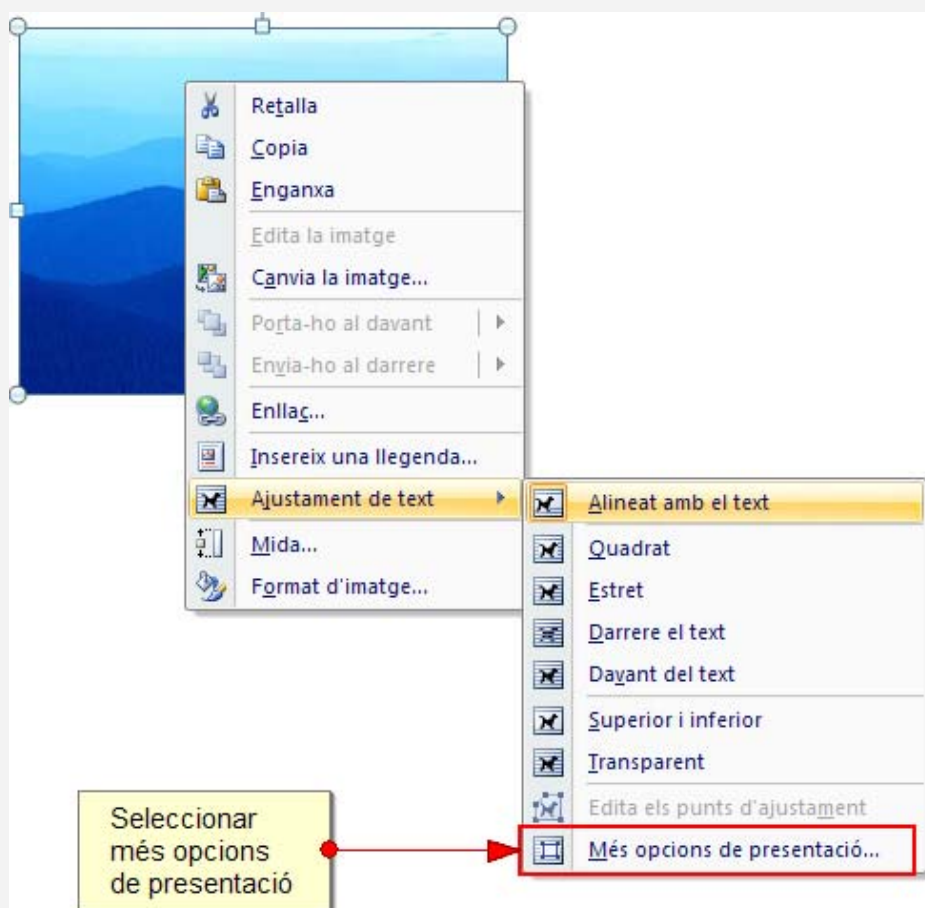 Retalla
Copia
Enganxa
Edita la imatge
Canvia la imatge...
Porta-ho al davant
Envia-ho al darrere
Enllaç...
Insereix una llegenda...
Ajustament de text
Mida...
Format d'imatge...
Alineat amb el text
Quadrat
Estret
Darrere el text
Davant del text
Superior i inferior
Transparent
Edita els punts d'ajustament
Més opcions de presentació...
Seleccionar
més opcions
de presentació